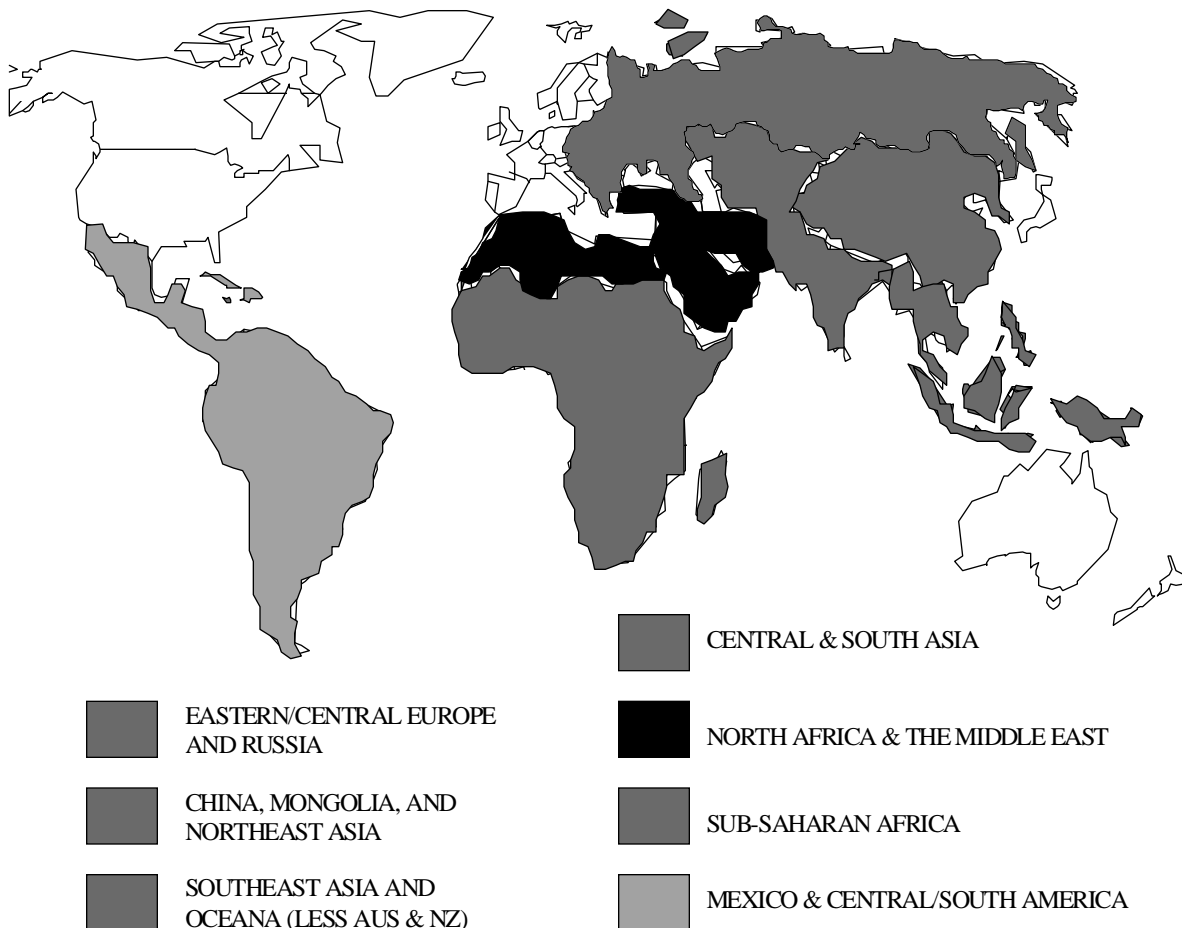 CENTRAL & SOUTH ASIA
EASTERN/CENTRAL EUROPE
AND RUSSIA
NORTH AFRICA & THE MIDDLE EAST
CHINA, MONGOLIA, AND
NORTHEAST ASIA
SUB-SAHARAN AFRICA
SOUTHEAST ASIA AND
OCEANA (LESS AUS & NZ)
MEXICO & CENTRAL/SOUTH AMERICA